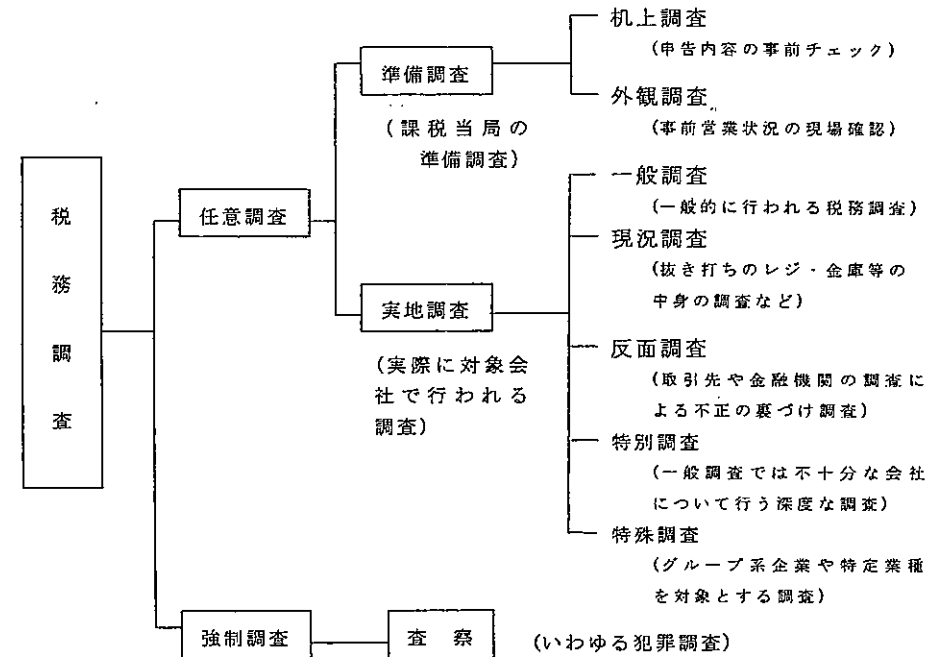 税務調査
任意調査
準備調査
(課税当局の
準備調査)
机上調査
(申告内容の事前チェック)
外観調査
(事前営業状況の現場確認)
実地調査
(実際に対象会
社で行われる
調査)
一般調査
(一般的に行われる税務調査)
現況調査
(抜き打ちのレジ・金庫等の
中身の調査など)
反面調査
(取引先や金融機関の調査に
よる不正の裏づけ調査)
特別調査
(一般調査では不十分な会社
について行う深度な調査)
特殊調査
(グループ系企業や特定業種
を対象とする調査)
強制調査
査察
(いわゆる犯罪調査)